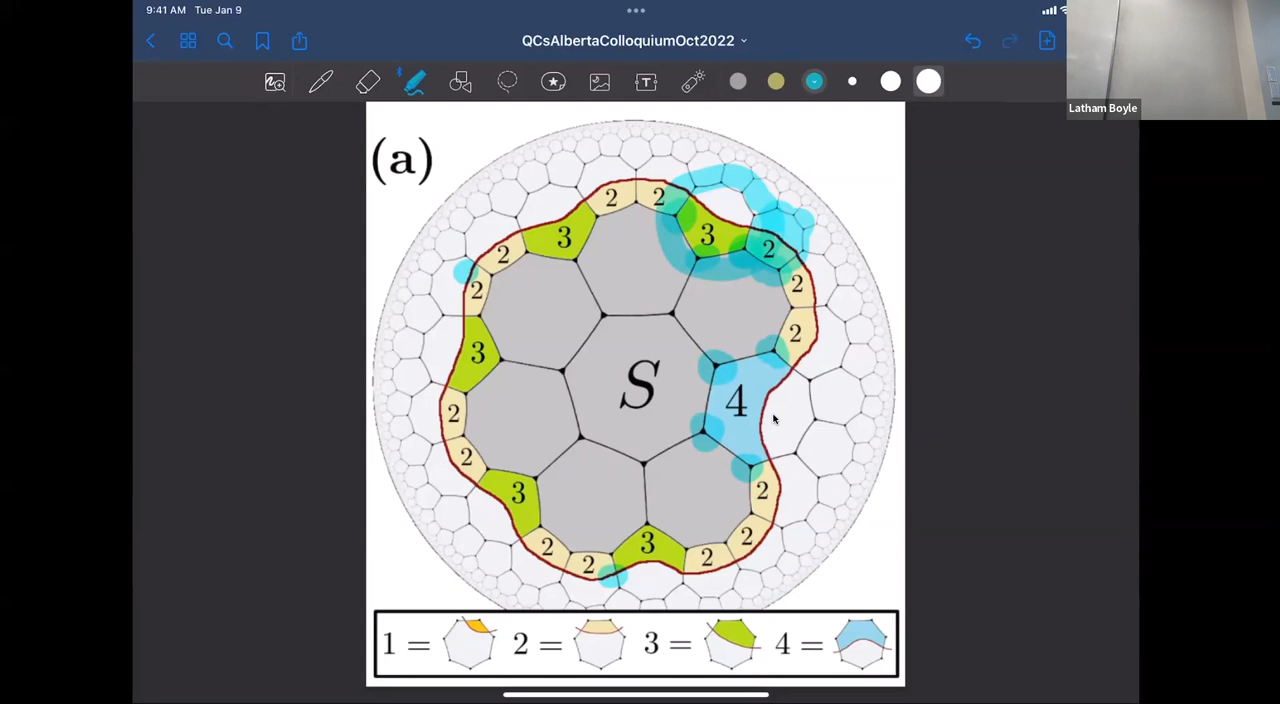 9:41 AM Tue Jan 9
QCsAlbertaColloquiumOct2022
T
Latham Boyle
(a)
2 2
3 3 2
2 2
2 2
3 S 4
2
2 3 2
2 3 2
2 2
1 = 2 = 3 = 4 =